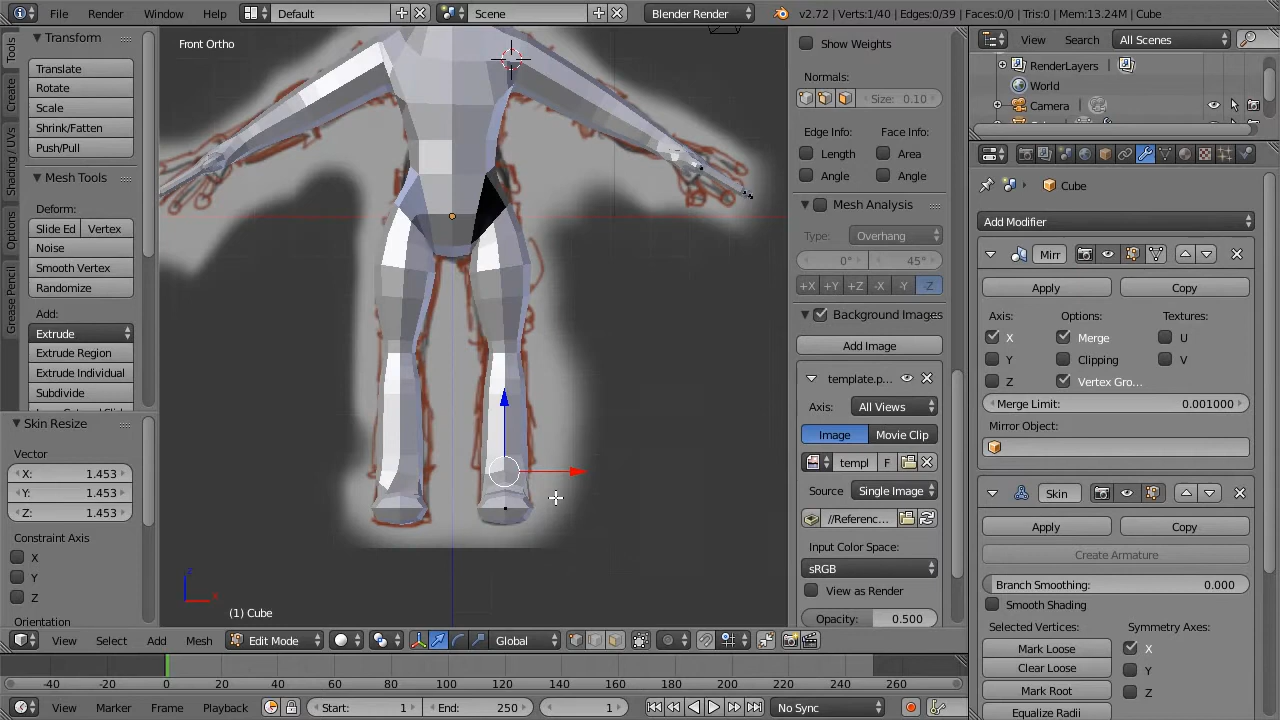 File Render Window Help Default Scene Blender Render v2.72 | Verts:1/40 | Edges:0/39 | Faces:0/0 | Tris:0 | Mem:13.24M | Cube
Tools
Create
Shading / UVs
Options
Grease Pencil
Transform
Translate
Rotate
Scale
Shrink/Fatten
Push/Pull
Mesh Tools
Deform:
Slide Ed Vertex
Noise
Smooth Vertex
Randomize
Add:
Extrude
Extrude Region
Extrude Individual
Subdivide
Skin Resize
Vector
X: 1.453
Y: 1.453
Z: 1.453
Constraint Axis
X
Y
Z
Orientation
Front Ortho
z
x
(1) Cube
View Select Add Mesh Edit Mode Global
Show Weights
Normals:
Size: 0.10
Edge Info: Face Info:
Length Area
Angle Angle
Mesh Analysis
Type: Overhang
0° 45°
+X +Y +Z -X -Y -Z
Background Images
Add Image
template.p...
Axis: All Views
Image Movie Clip
templ F
Source Single Image
//Referenc...
Input Color Space:
sRGB
View as Render
Opacity: 0.500
View Search All Scenes
RenderLayers
World
Camera
Cube
Add Modifier
Mirr
Apply Copy
Axis: Options: Textures:
X Merge U
Y Clipping V
Z Vertex Gro...
Merge Limit: 0.001000
Mirror Object:
Skin
Apply Copy
Create Armature
Branch Smoothing: 0.000
Smooth Shading
Selected Vertices: Symmetry Axes:
Mark Loose X
Clear Loose Y
Mark Root Z
Equalize Radii
-40 -20 0 20 40 60 80 100 120 140 160 180 200 220 240 260
View Marker Frame Playback Start: 1 End: 250 1 No Sync